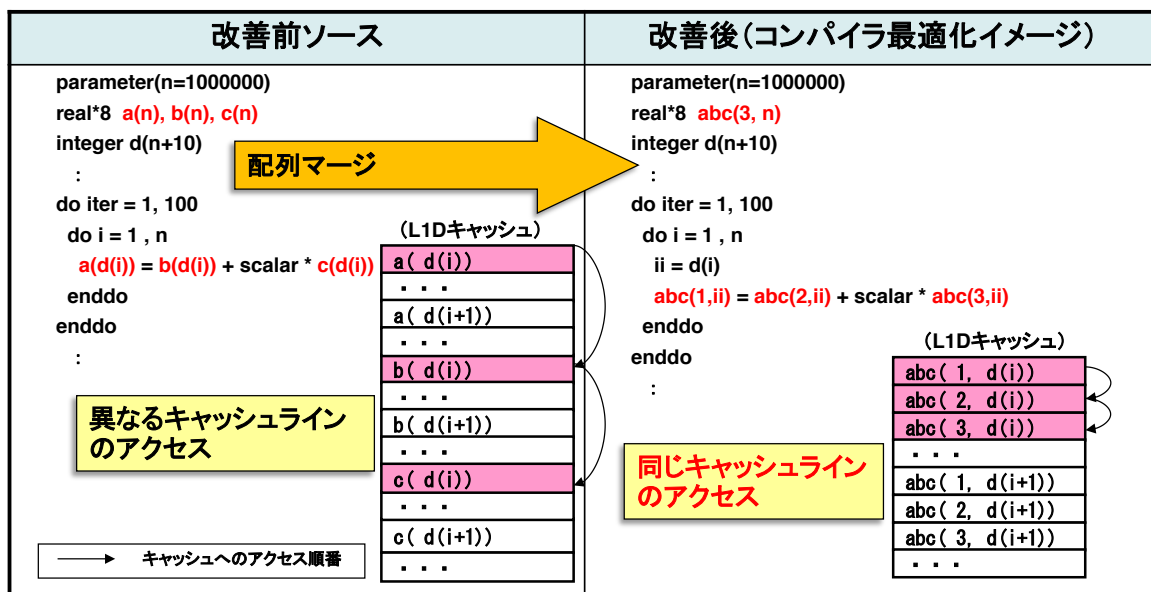 改善前ソース
parameter(n=1000000)
real*8 a(n), b(n), c(n)
integer d(n+10)
:
do iter = 1, 100
do i = 1 , n
a(d(i)) = b(d(i)) + scalar * c(d(i))
enddo
enddo
:
配列マージ
(L1Dキャッシュ)
a( d(i))
・・・
a( d(i+1))
・・・
b( d(i))
・・・
b( d(i+1))
・・・
c( d(i))
・・・
c( d(i+1))
・・・
異なるキャッシュライン
のアクセス
キャッシュへのアクセス順番
改善後(コンパイラ最適化イメージ)
parameter(n=1000000)
real*8 abc(3, n)
integer d(n+10)
:
do iter = 1, 100
do i = 1 , n
ii = d(i)
abc(1,ii) = abc(2,ii) + scalar * abc(3,ii)
enddo
enddo
:
(L1Dキャッシュ)
abc( 1, d(i))
abc( 2, d(i))
abc( 3, d(i))
・・・
abc( 1, d(i+1))
abc( 2, d(i+1))
abc( 3, d(i+1))
・・・
同じキャッシュライン
のアクセス